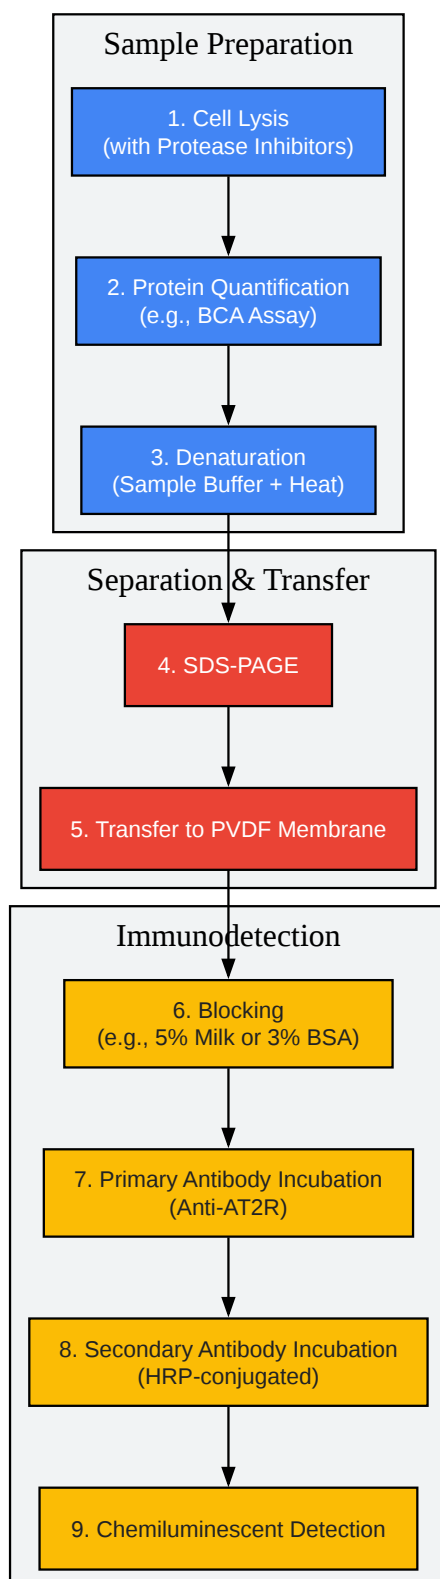 Sample Preparation
1. Cell Lysis
(with Protease Inhibitors)
2. Protein Quantification
(e.g., BCA Assay)
3. Denaturation
(Sample Buffer + Heat)
Separation & Transfer
4. SDS-PAGE
5. Transfer to PVDF Membrane
Immunodetection
6. Blocking
(e.g., 5% Milk or 3% BSA)
7. Primary Antibody Incubation
(Anti-AT2R)
8. Secondary Antibody Incubation
(HRP-conjugated)
9. Chemiluminescent Detection